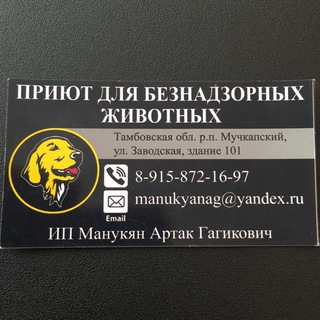 ПРИЮТ ДЛЯ БЕЗНАДЗОРНЫХ
ЖИВОТНЫХ
Тамбовская обл. р.п. Мучкапский,
ул. Заводская, здание 101
8-915-872-16-97
manukyanag@yandex.ru
Email
ИП Манукян Артак Гагикович